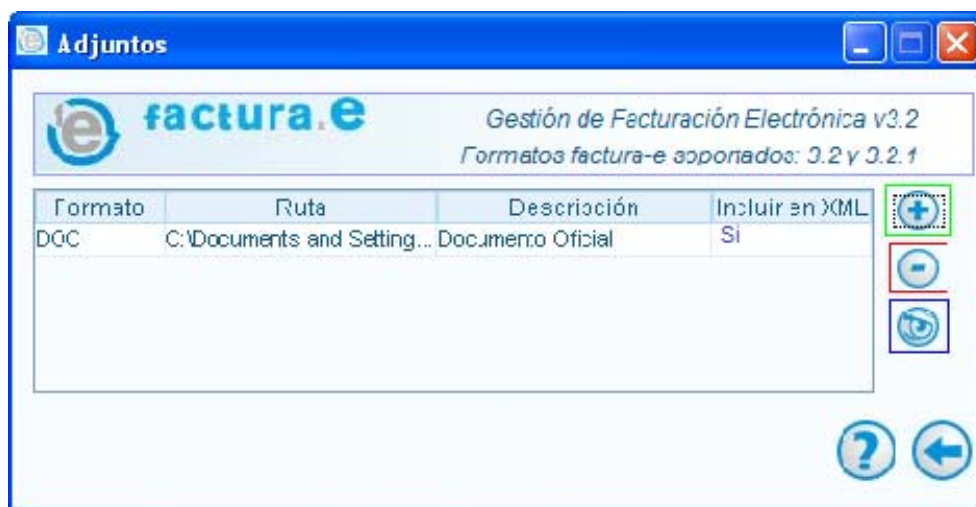 Adjuntos
factura.e
Gestión de Facturación Electrónica v3.2
Formatos factura-e soportados: 3.2 y 3.2.1
Formato Ruta Descripción Incluir en XML
DOC C:\Documents and Setting... Documento Oficial Si